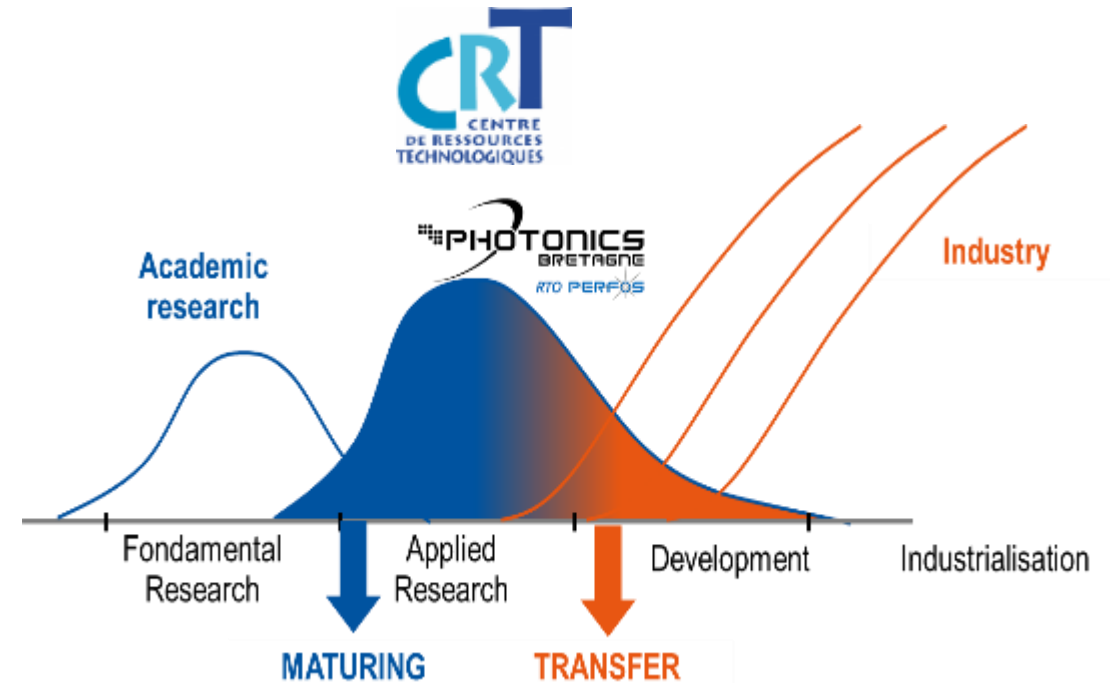 CRT
CENTRE
DE RESSOURCES
TECHNOLOGIQUES
PHOTONICS
BRETAGNE
RTO PERFOS
Academic
research
Industry
Fondamental
Research
Applied
Research
Development
Industrialisation
MATURING
TRANSFER